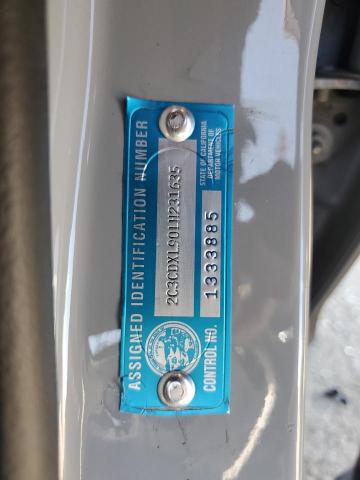 ASSIGNED IDENTIFICATION NUMBER
2C3CDXL90LH231635
STATE OF CALIFORNIA
DEPARTMENT OF
MOTOR VEHICLES
CONTROL NO. 1333885